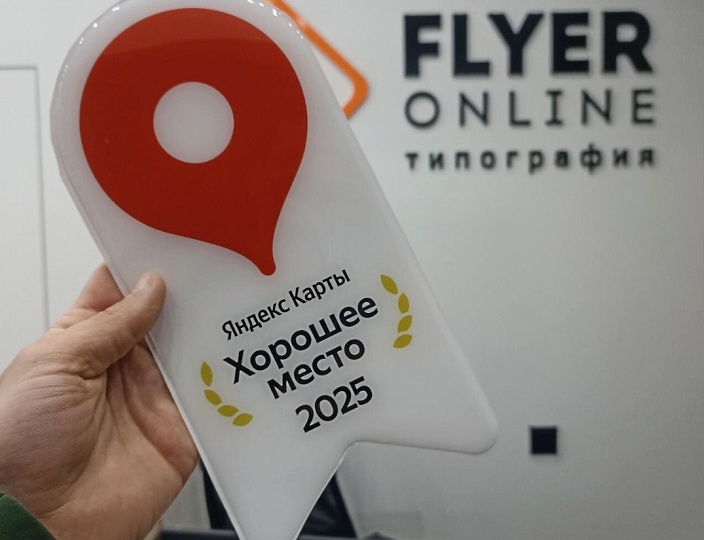 FLYER
ONLINE
типография
Яндекс Карты
Хорошее
место
2025